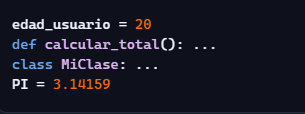 edad_usuario = 20
def calcular_total(): ...
class MiClase: ...
PI = 3.14159